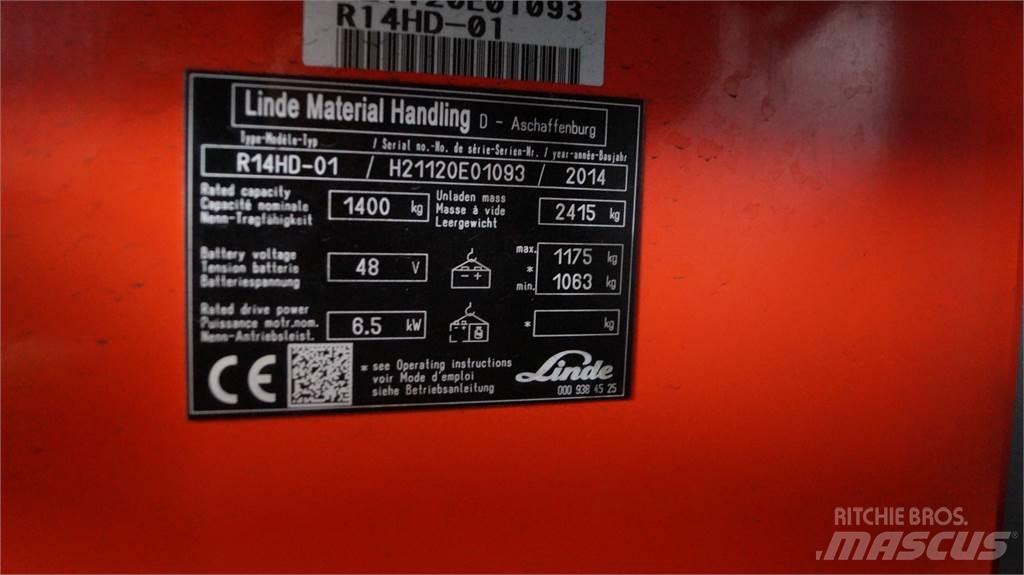 R14HD-01
Linde Material Handling D - Aschaffenburg
Type-Modèle-Typ / Serial no.-No. de série-Serien-Nr. / year-année-Baujahr
R14HD-01 / H21120E01093 / 2014
Rated capacity
Capacité nominale
Nenn-Tragfähigkeit
1400 kg
Unladen mass
Masse à vide
Leergewicht
2415 kg
Battery voltage
Tension batterie
Batteriespannung
48 V
- +
max. 1175 kg
*
min. 1063 kg
Rated drive power
Puissance motr.nom.
Nenn-Antriebsleist.
6.5 kW
* kg
CE
* see Operating instructions
voir Mode d'emploi
siehe Betriebsanleitung
Linde
000 938 45 25
RITCHIE BROS.
MASCUS